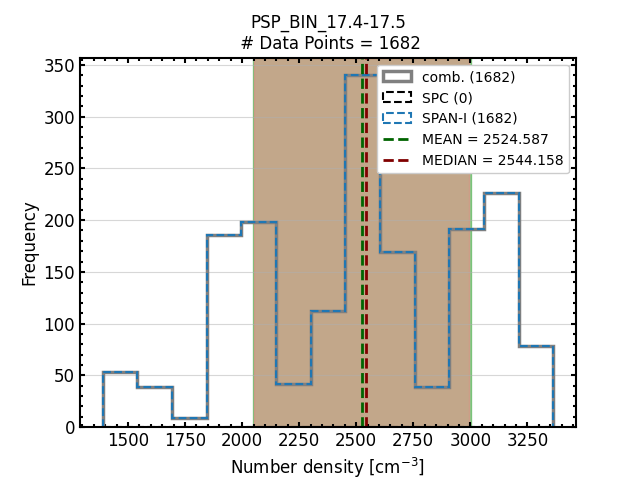 PSP_BIN_17.4-17.5
# Data Points = 1682
350
300
250
200
150
100
50
0
Frequency
comb. (1682)
SPC (0)
SPAN-I (1682)
MEAN = 2524.587
MEDIAN = 2544.158
1500 1750 2000 2250 2500 2750 3000 3250
Number density [cm⁻³]